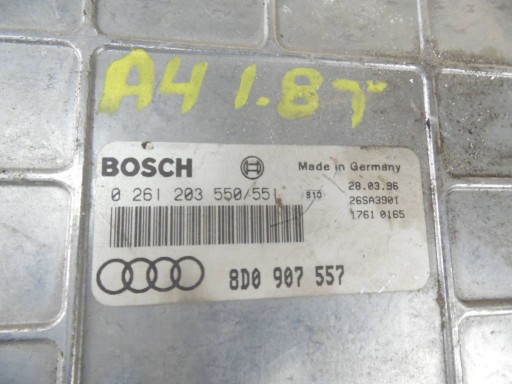 A4 1.8T
BOSCH Made in Germany
0 261 203 550/551 810 28.03.96
26SA3901
1761 0165
8D0 907 557